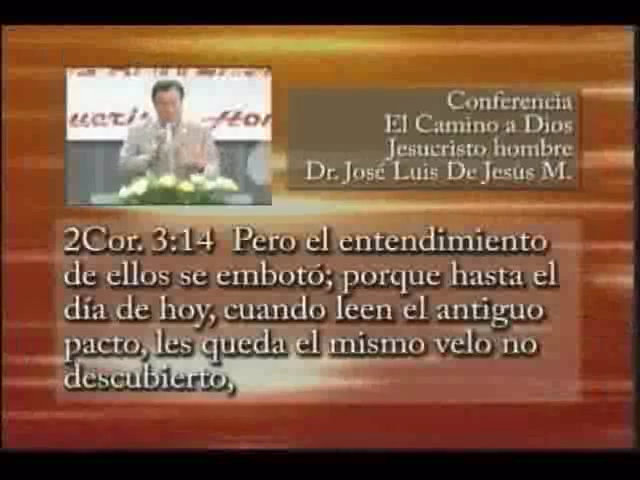 Conferencia
El Camino a Dios
Jesucristo hombre
Dr. José Luis De Jesús M.
2Cor. 3:14 Pero el entendimiento
de ellos se embotó; porque hasta el
día de hoy, cuando leen el antiguo
pacto, les queda el mismo velo no
descubierto,